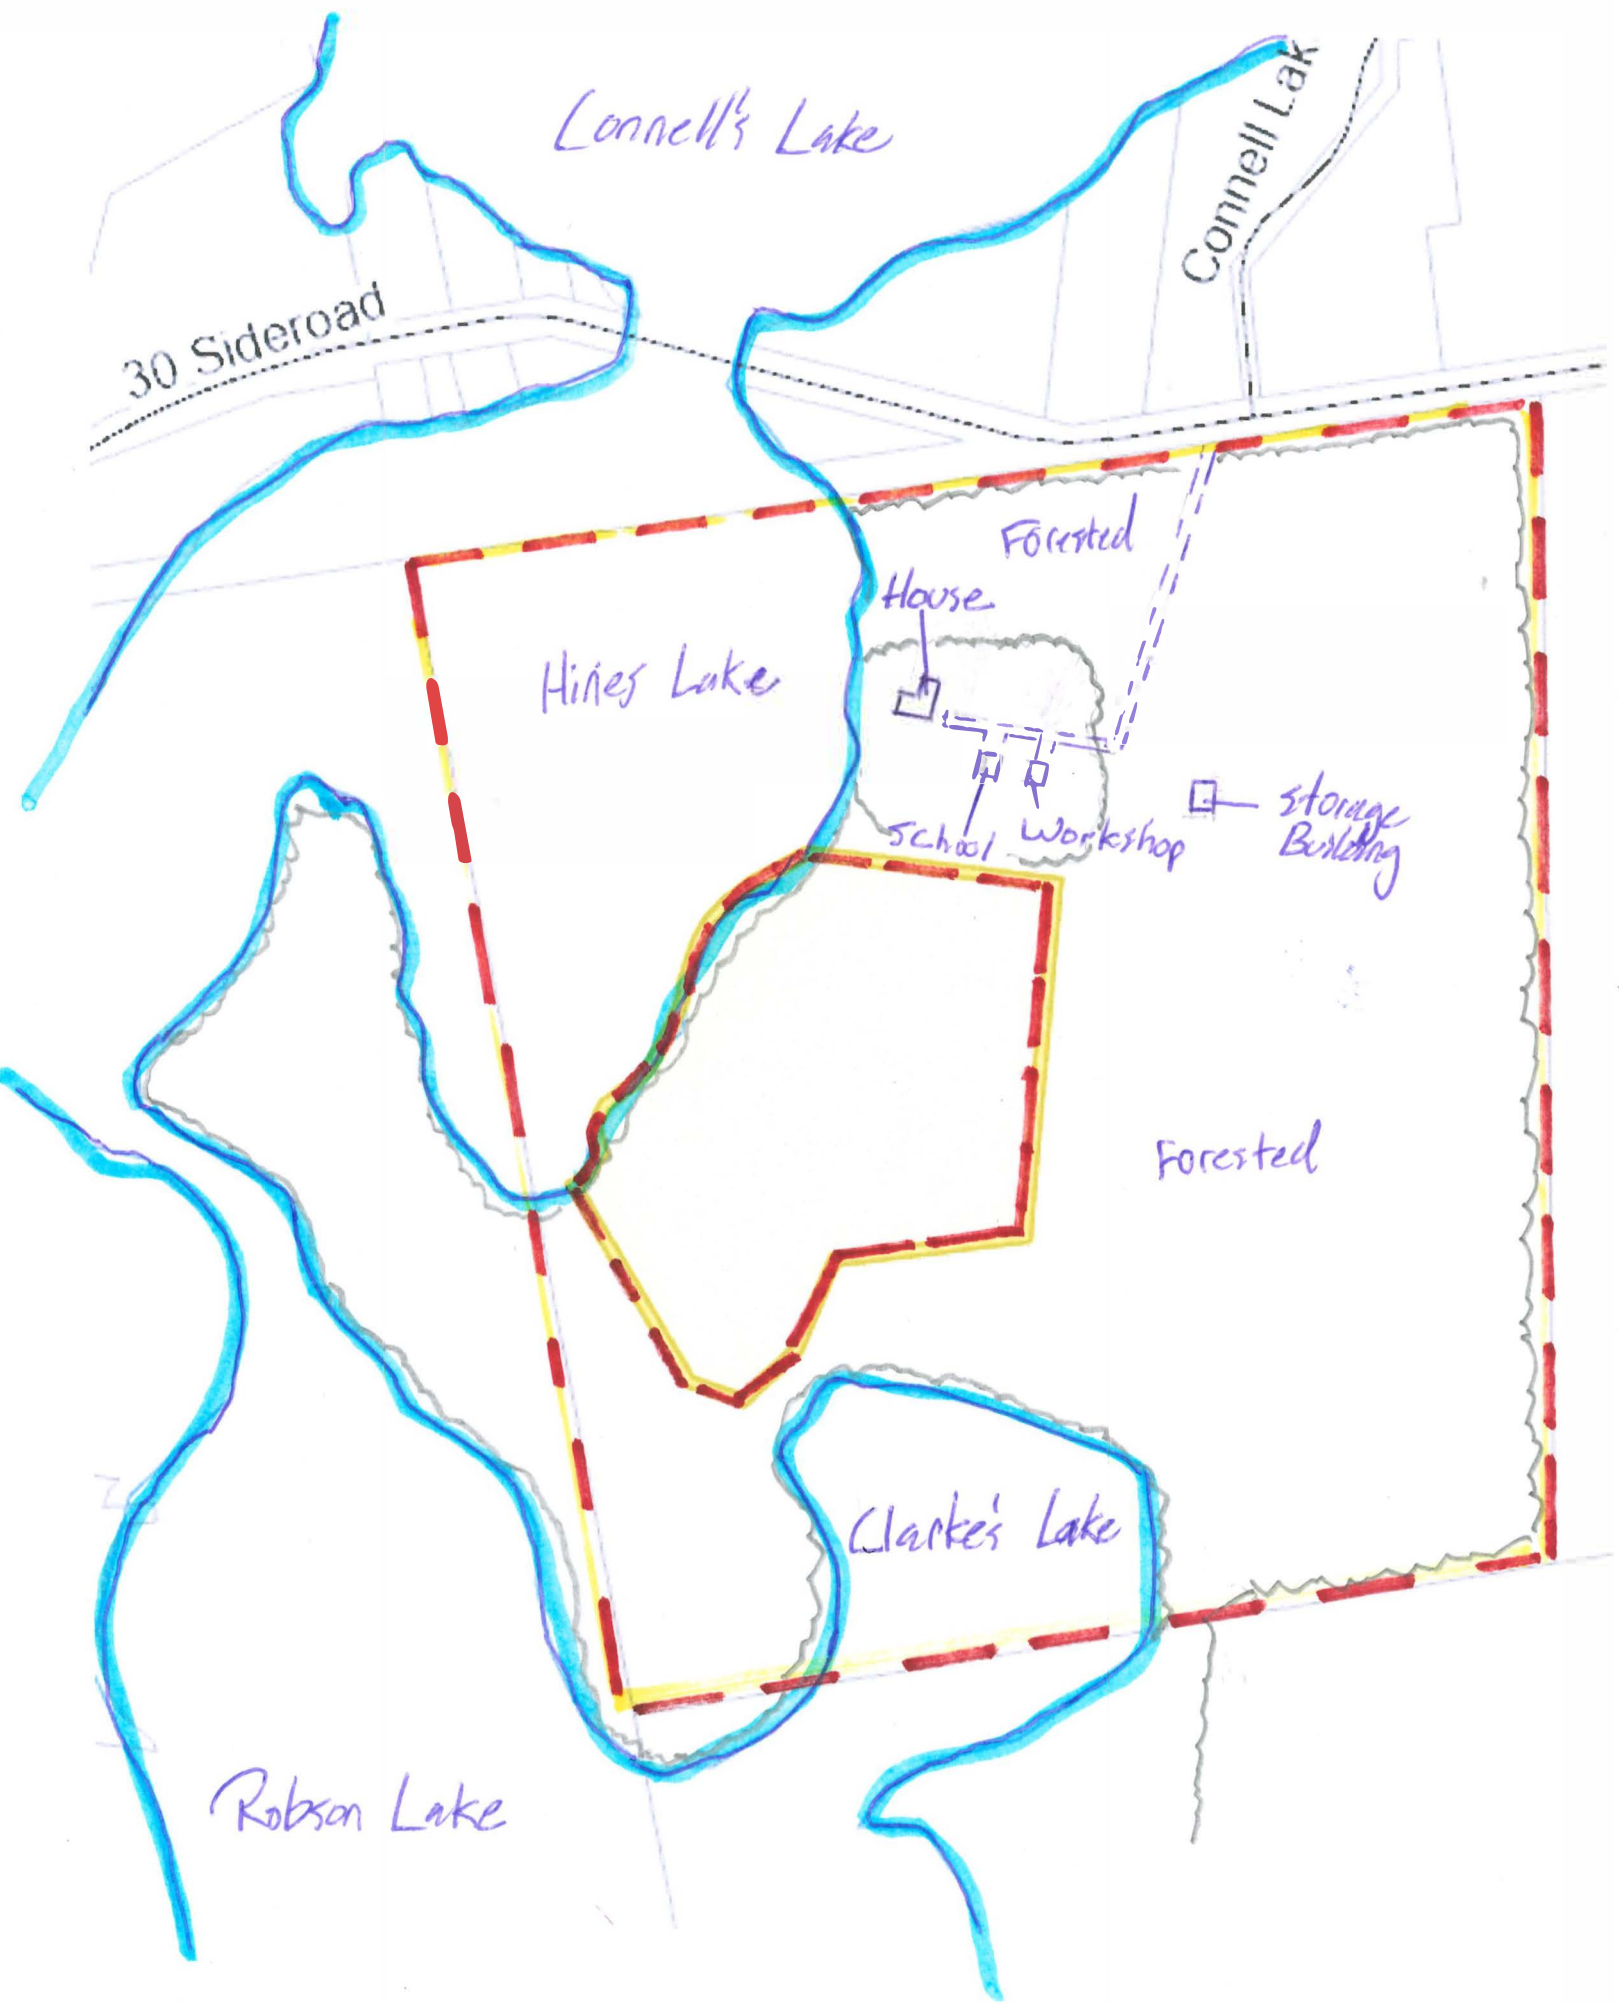 Connell's Lake
Connell Lak
30 Sideroad
Forested
House
Hines Lake
Storage
Building
School
Workshop
Forested
Clarke's Lake
Robson Lake